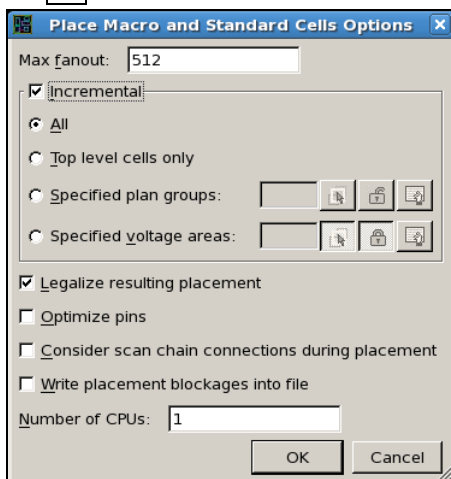 Place Macro and Standard Cells Options
Max fanout: 512
Incremental
All
Top level cells only
Specified plan groups:
Specified voltage areas:
Legalize resulting placement
Optimize pins
Consider scan chain connections during placement
Write placement blockages into file
Number of CPUs: 1
OK Cancel